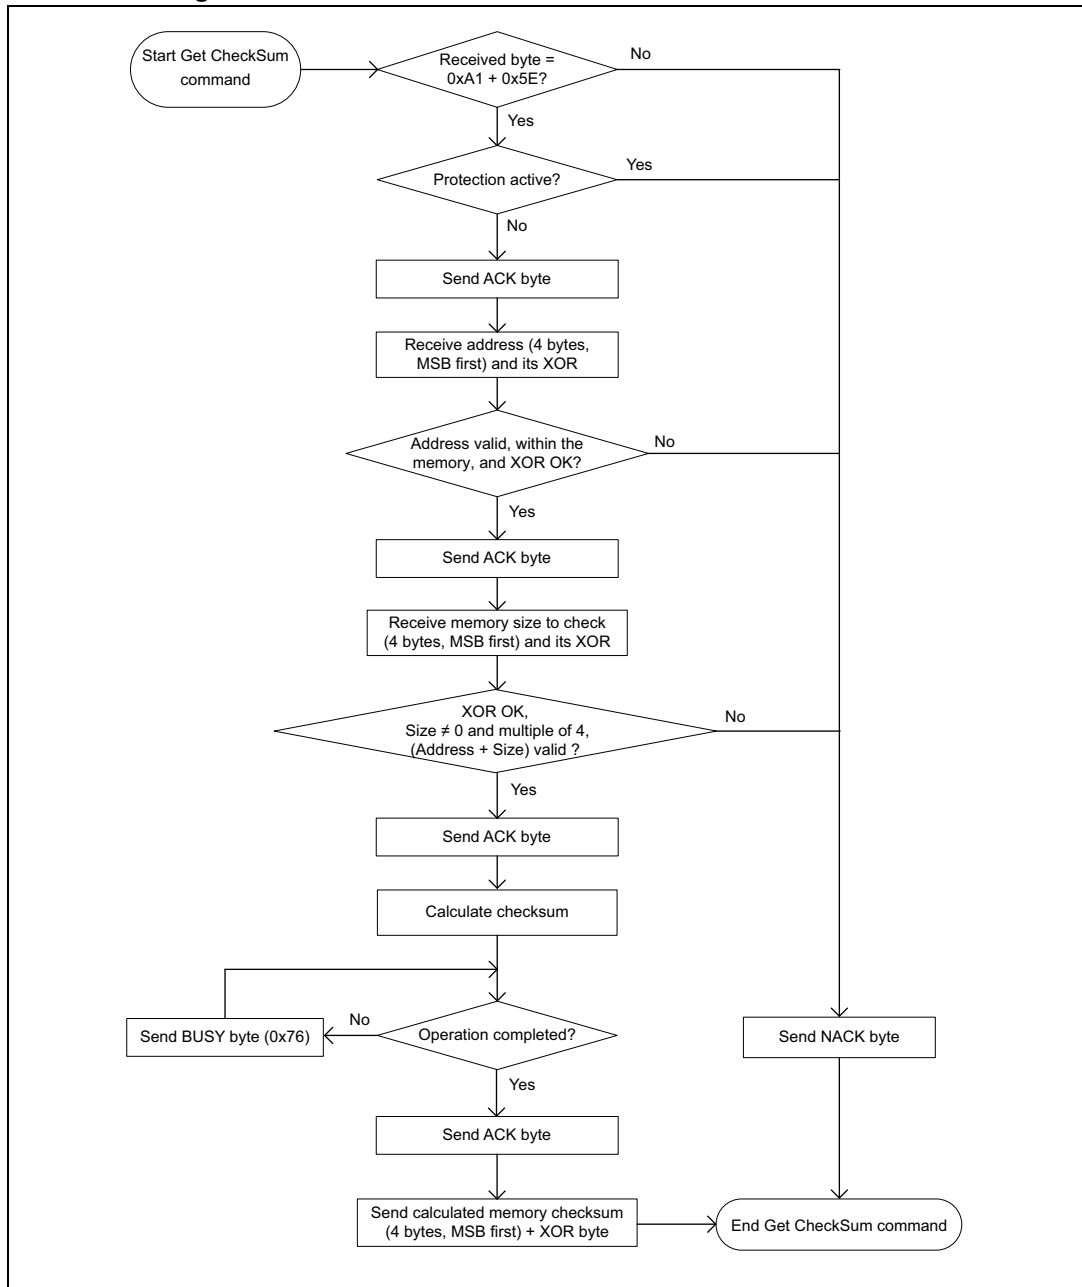 Start Get CheckSum
command
Received byte =
0xA1 + 0x5E?
No
Yes
Protection active?
Yes
No
Send ACK byte
Receive address (4 bytes,
MSB first) and its XOR
Address valid, within the
memory, and XOR OK?
No
Yes
Send ACK byte
Receive memory size to check
(4 bytes, MSB first) and its XOR
XOR OK,
Size ≠ 0 and multiple of 4,
(Address + Size) valid ?
No
Yes
Send ACK byte
Calculate checksum
Send BUSY byte (0x76)
No
Operation completed?
Send NACK byte
Yes
Send ACK byte
Send calculated memory checksum
(4 bytes, MSB first) + XOR byte
End Get CheckSum command